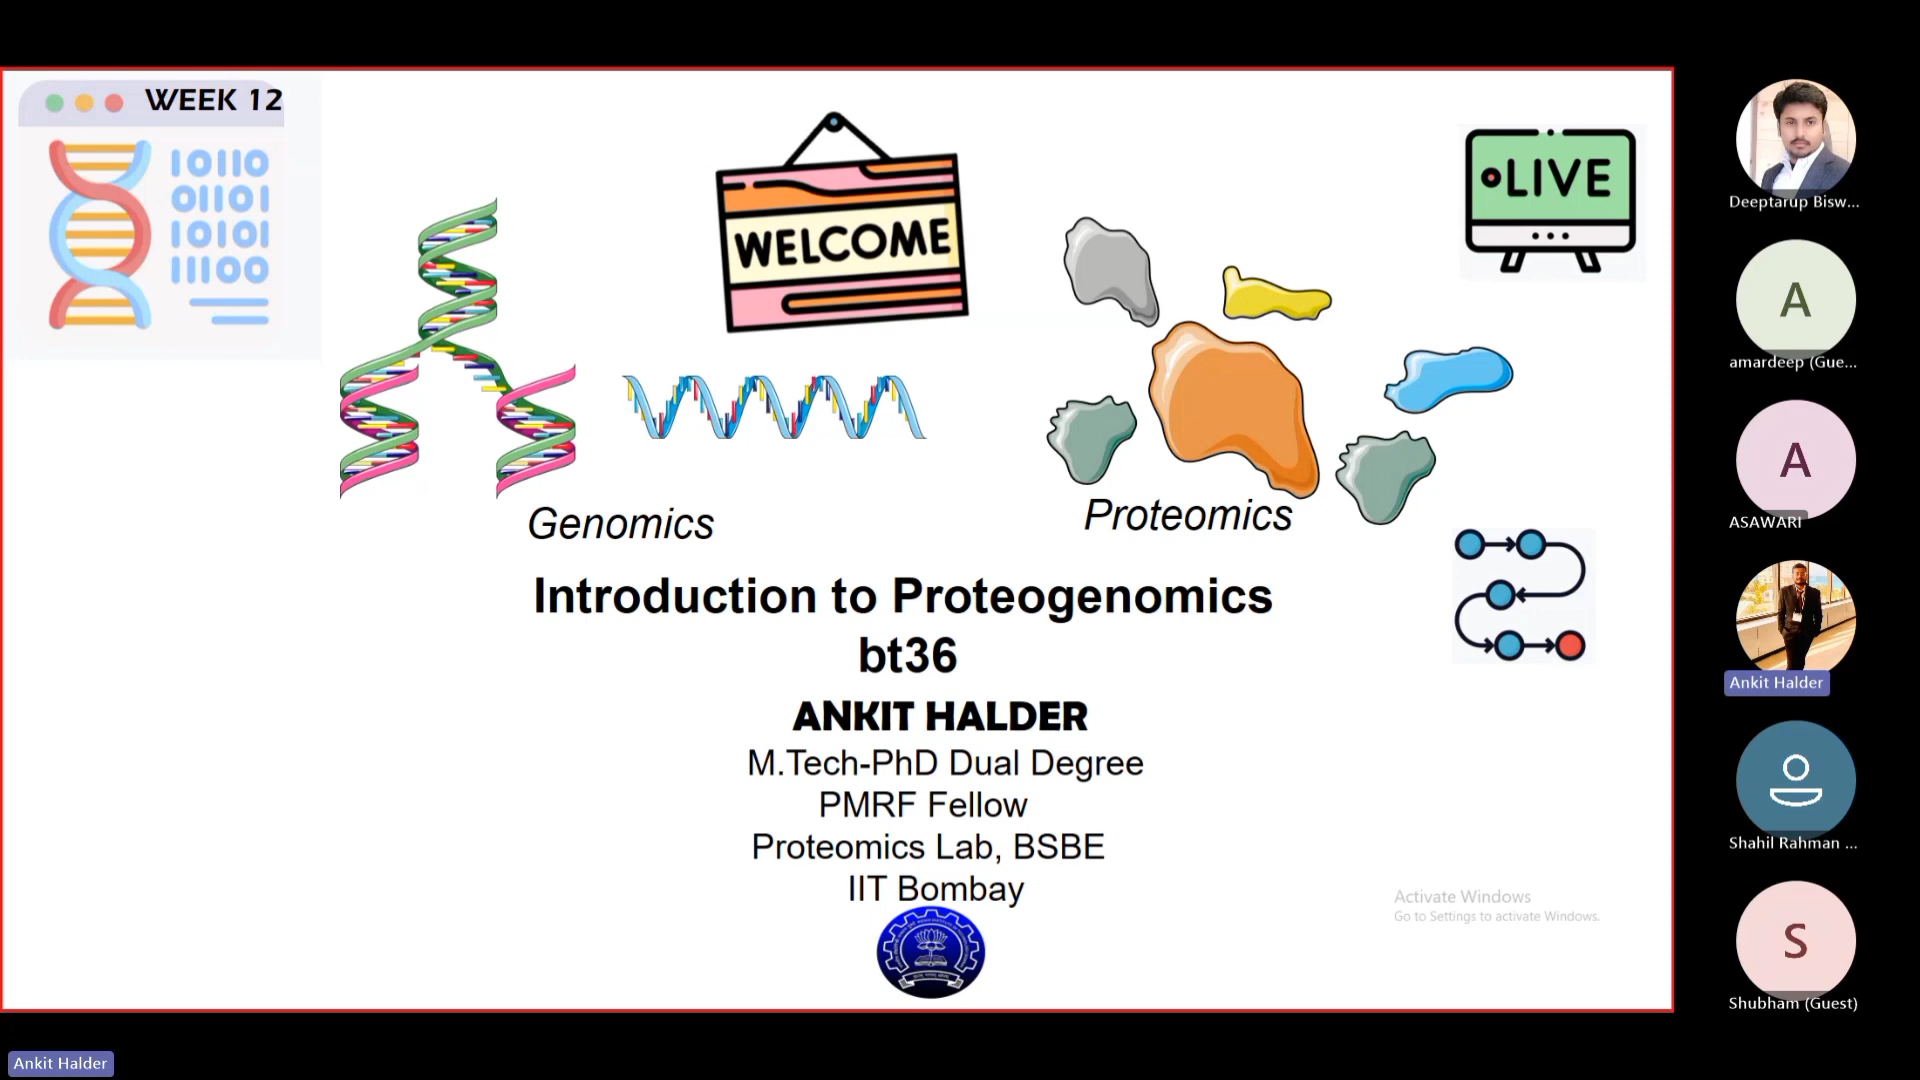 WEEK 12
10110
01101
10101
11100
WELCOME
LIVE
Genomics
Proteomics
Introduction to Proteogenomics
bt36
ANKIT HALDER
M.Tech-PhD Dual Degree
PMRF Fellow
Proteomics Lab, BSBE
IIT Bombay
Activate Windows
Go to Settings to activate Windows.
Deeptarup Bisw...
A
amardeep (Gue...
A
ASAWARI
Ankit Halder
Shahil Rahman ...
S
Shubham (Guest)
Ankit Halder